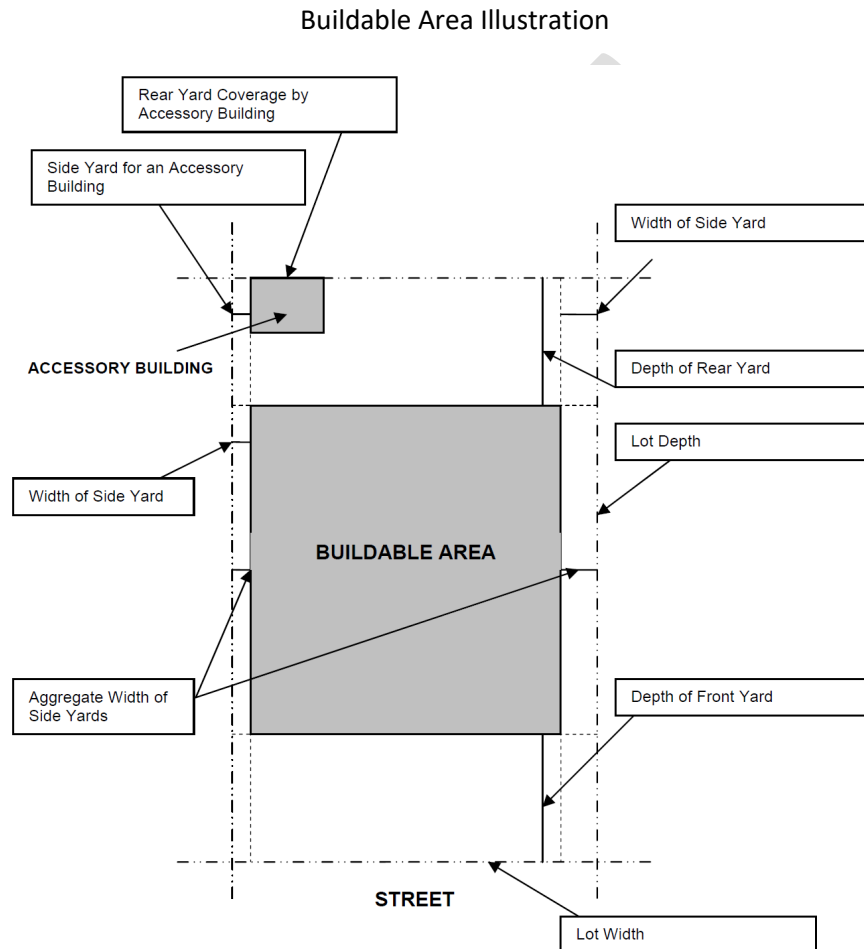 Buildable Area Illustration
Rear Yard Coverage by
Accessory Building
Side Yard for an Accessory
Building
Width of Side Yard
ACCESSORY BUILDING
Depth of Rear Yard
Lot Depth
Width of Side Yard
BUILDABLE AREA
Aggregate Width of
Side Yards
Depth of Front Yard
STREET
Lot Width